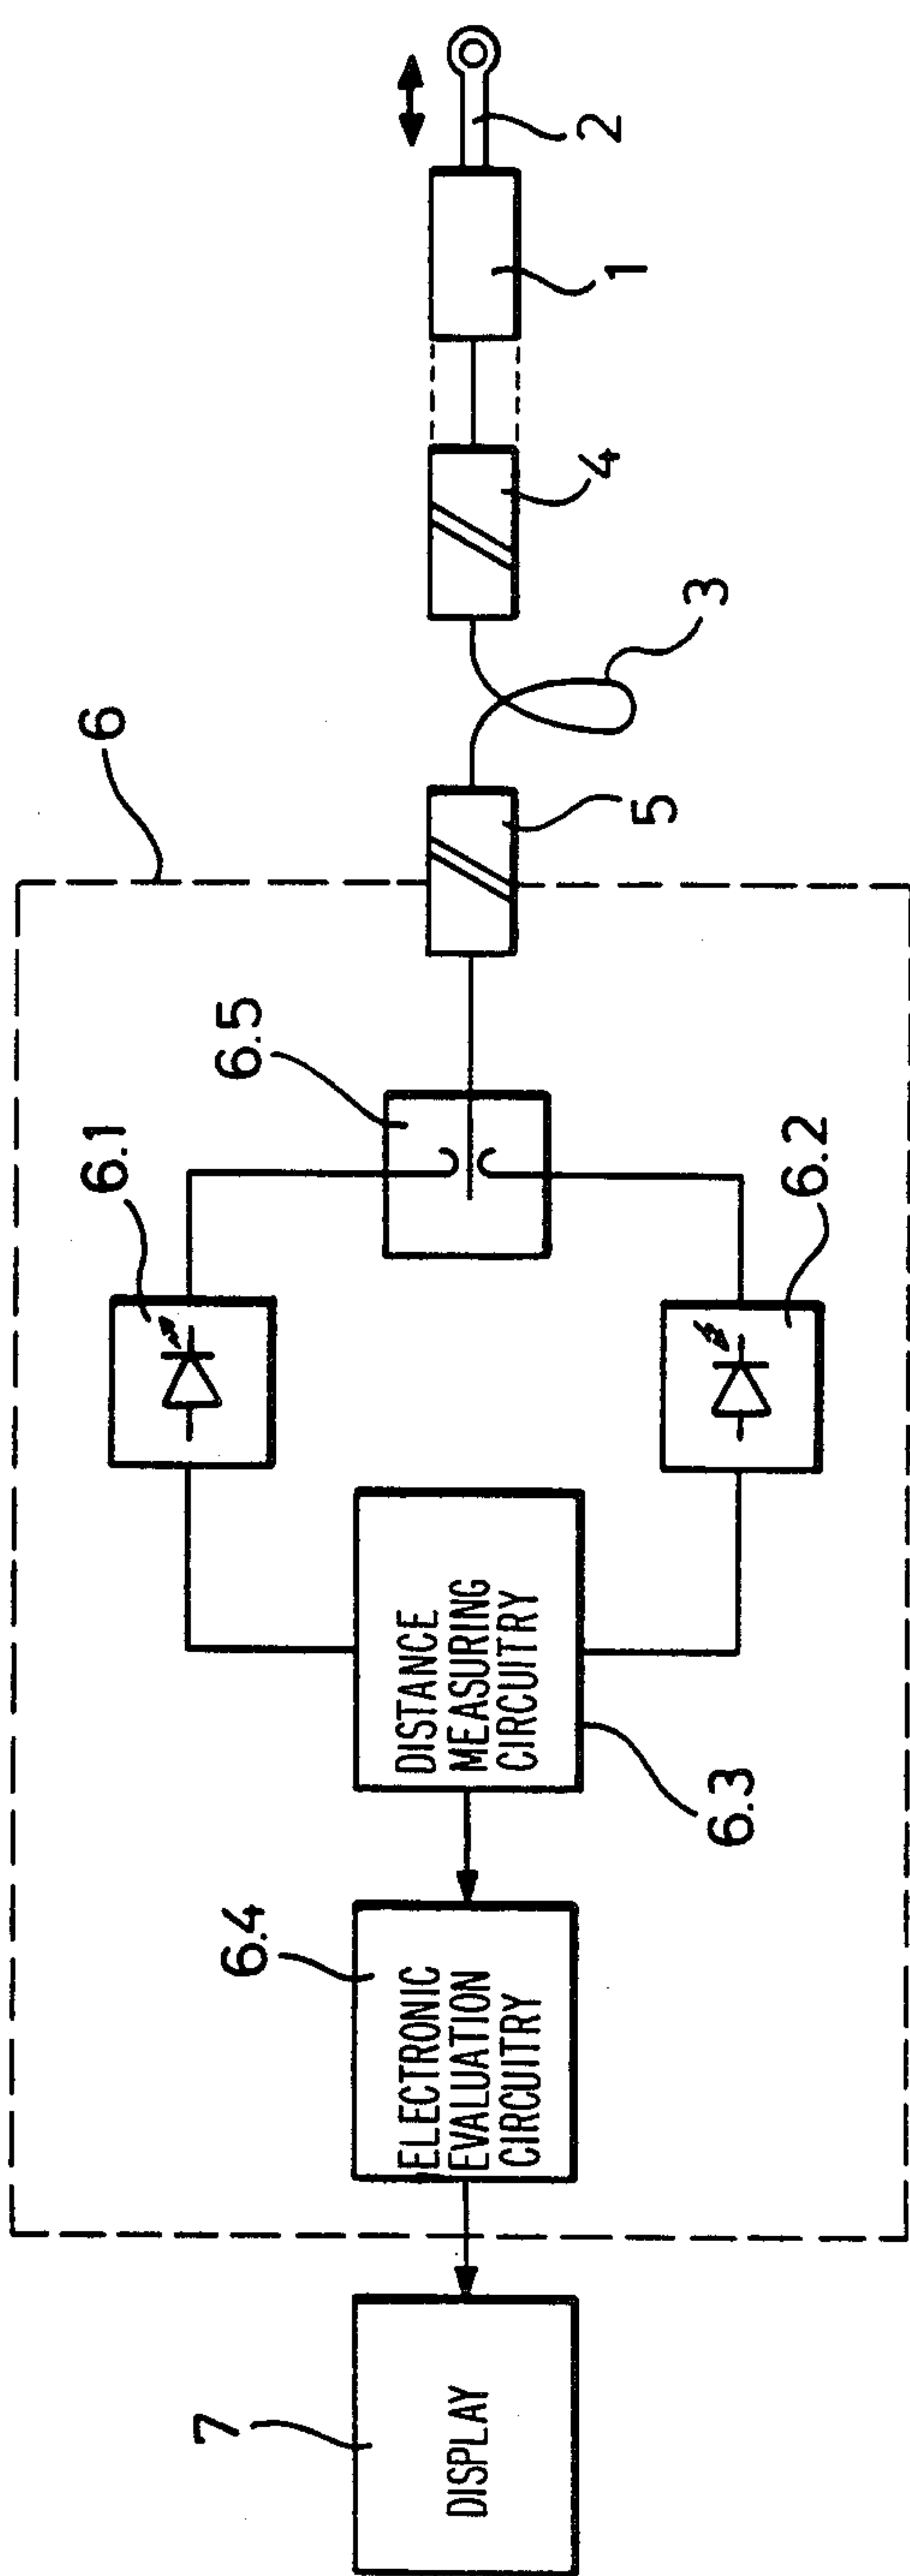 7
DISPLAY
6.4
ELECTRONIC
EVALUATION
CIRCUITRY
DISTANCE
MEASURING
CIRCUITRY
6.3
6.1
6.2
6.5
6
5
3
4
1
2